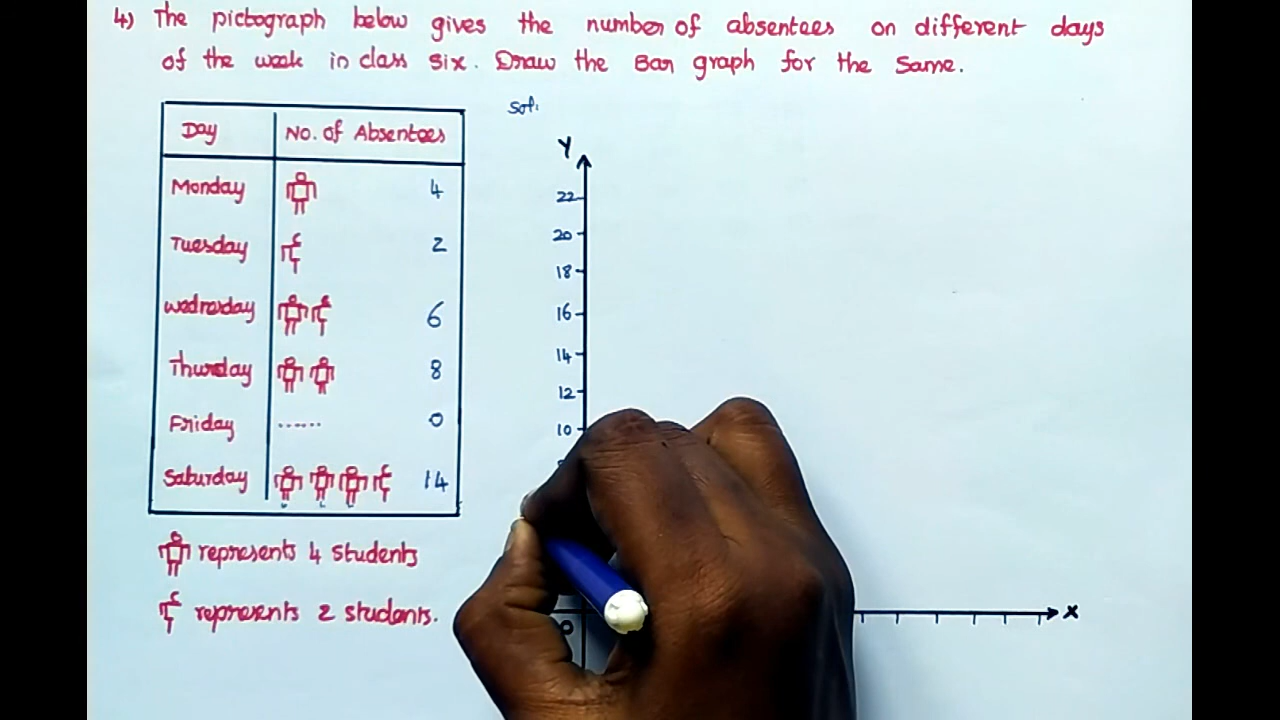 4) The pictograph below gives the number of absentees on different days
of the week in class six. Draw the Bar graph for the same.
Sol:
Day No. of Absentees
Monday 4
Tuesday 2
Wednesday 6
Thursday 8
Friday ...... 0
Saturday 14
represents 4 students
represents 2 students.
Y
22
20
18
16
14
12
10
0
X